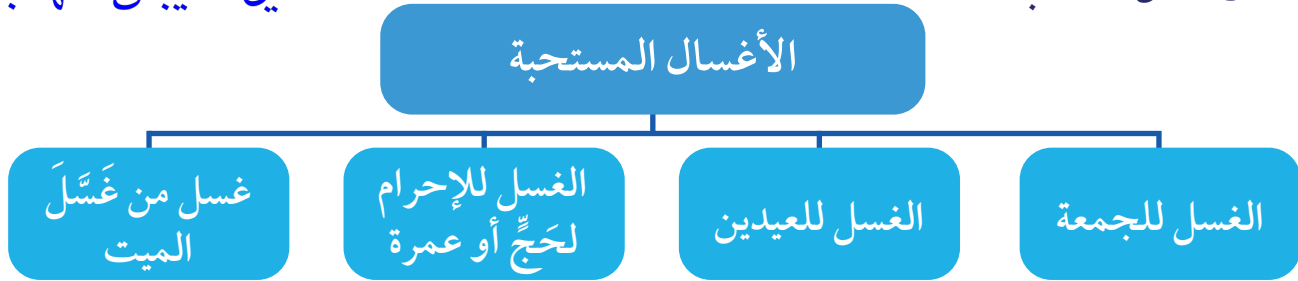 الأغسال المستحبة
الغسل للجمعة
الغسل للعيدين
الغسل للإحرام
لحَجٍّ أو عمرة
غسل من غَسَّلَ
الميت